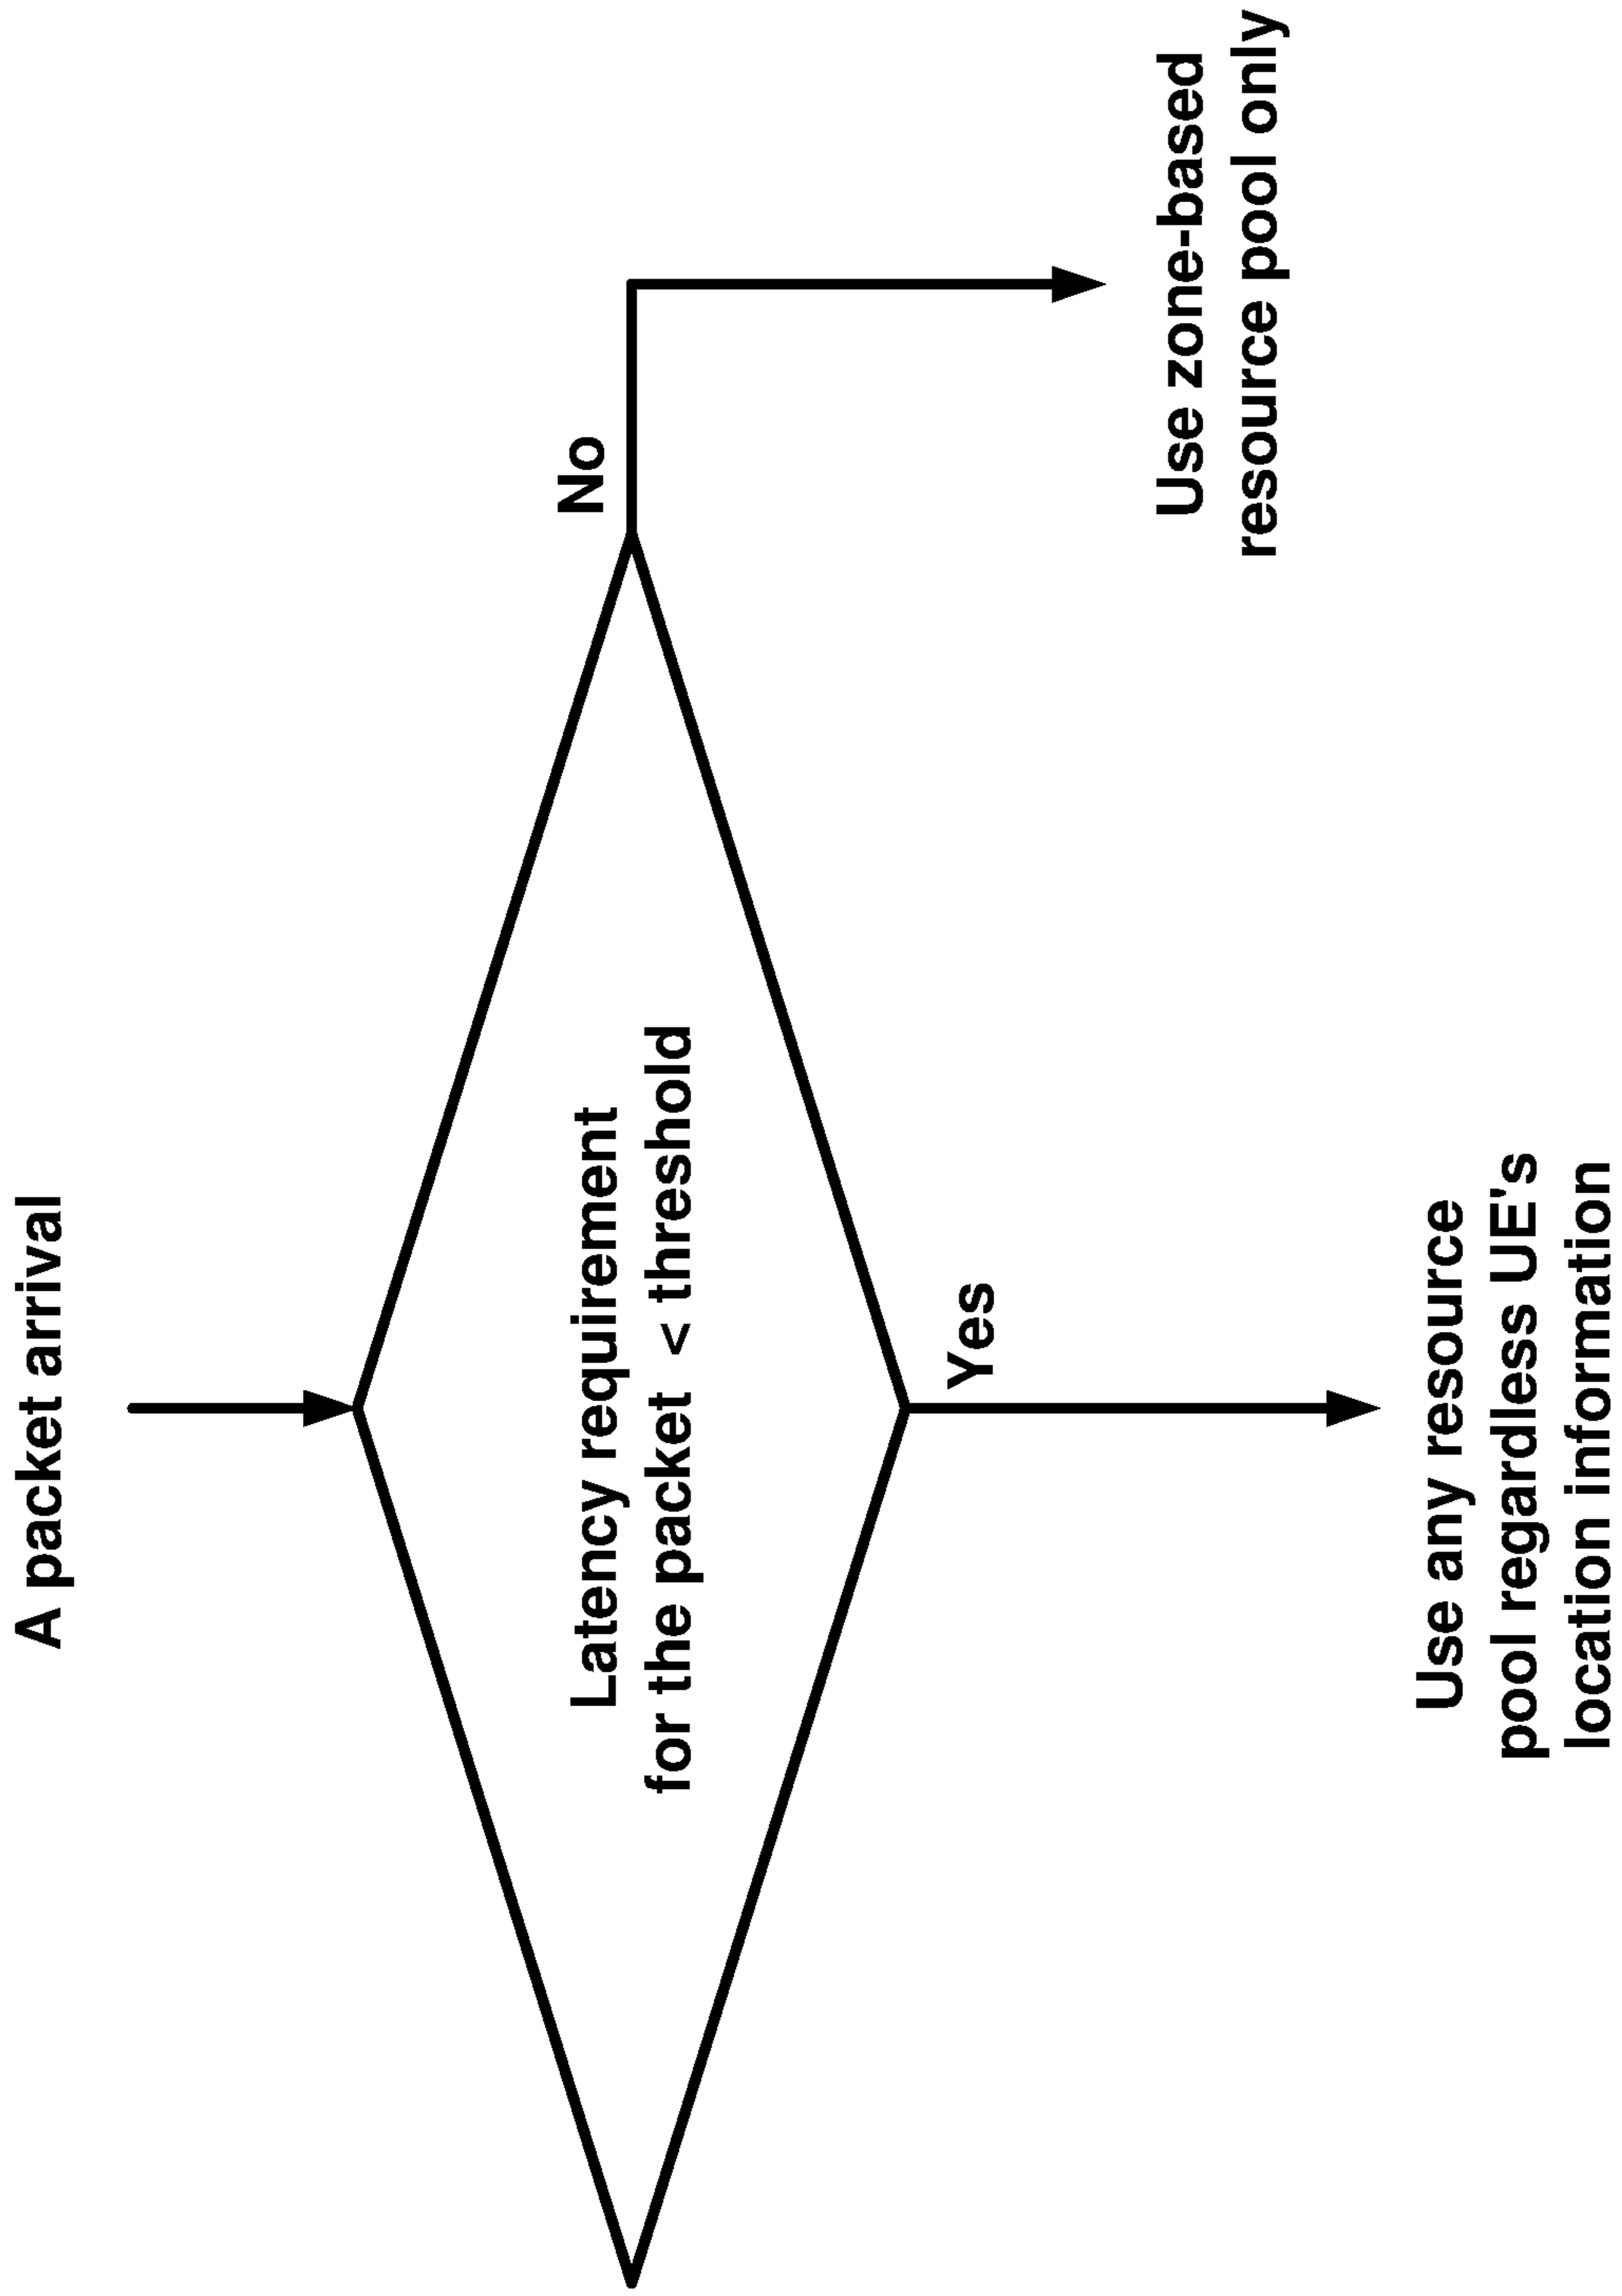 A packet arrival
Latency requirement
for the packet < threshold
No
Yes
Use zone-based
resource pool only
Use any resource
pool regardless UE's
location information